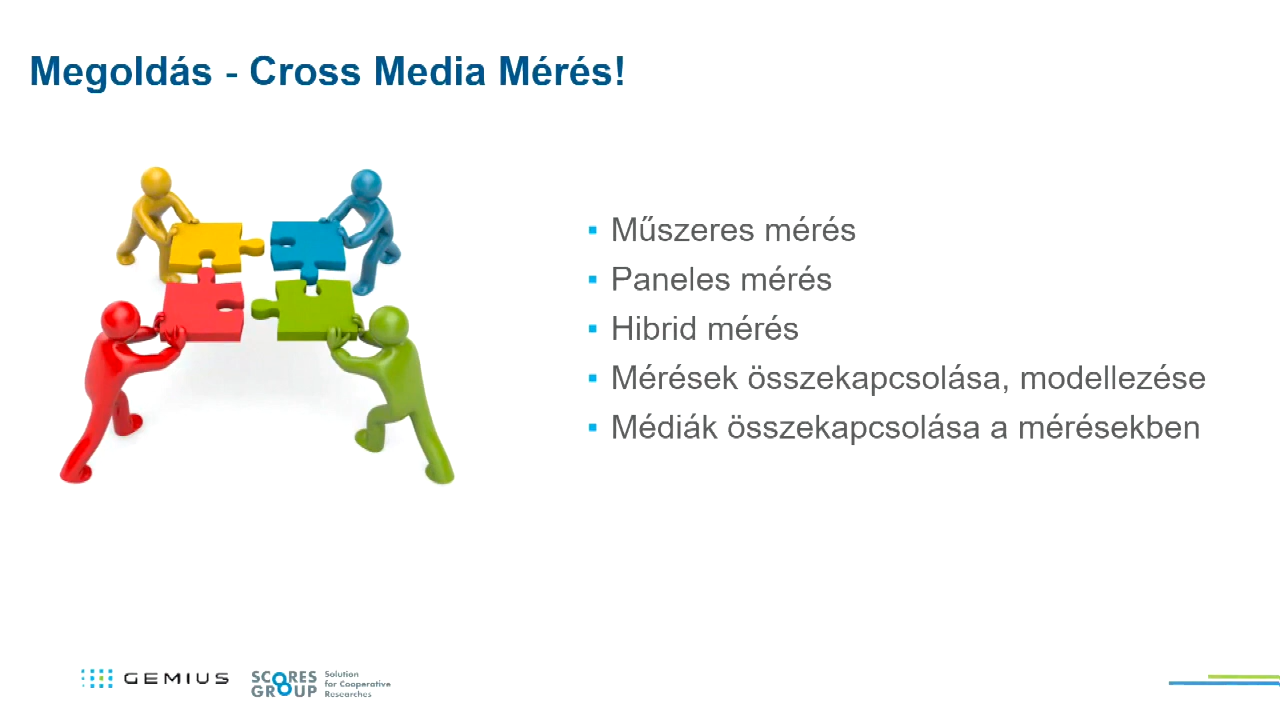 Megoldás - Cross Media Mérés!
Műszeres mérés
Paneles mérés
Hibrid mérés
Mérések összekapcsolása, modellezése
Médiák összekapcsolása a mérésekben
GEMIUS
SCORES
GROUP
Solution
for Cooperative
Researches